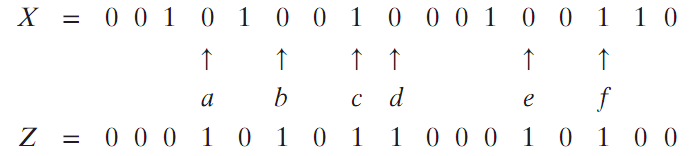 X = 0 0 1 0 1 0 0 1 0 0 0 1 0 0 1 1 0
↑ ↑ ↑ ↑ ↑ ↑
a b c d e f
Z = 0 0 0 1 0 1 0 1 1 0 0 0 1 0 1 0 0